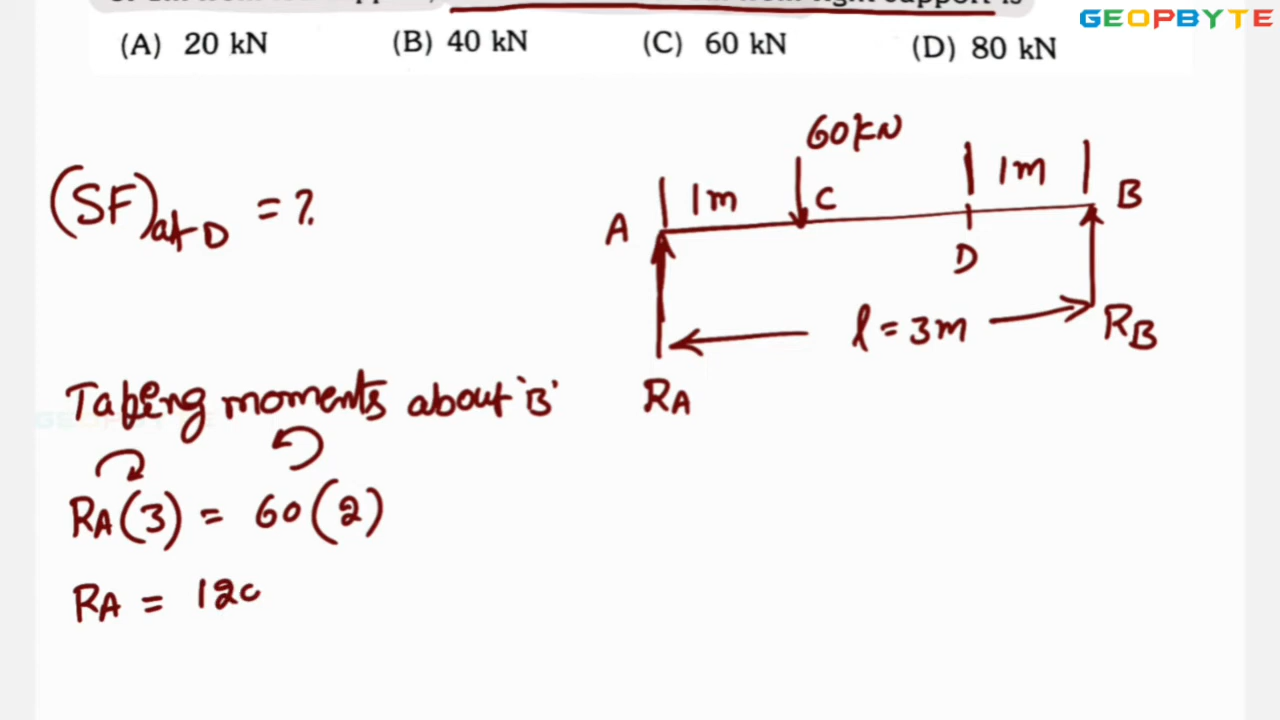 GEOPBYTE
(A) 20 kN (B) 40 kN (C) 60 kN (D) 80 kN
60kN
(SF)at D = ?
1m C 1m
A B
D
l = 3m RB
Taking moments about 'B' RA
RA(3) = 60(2)
RA = 120